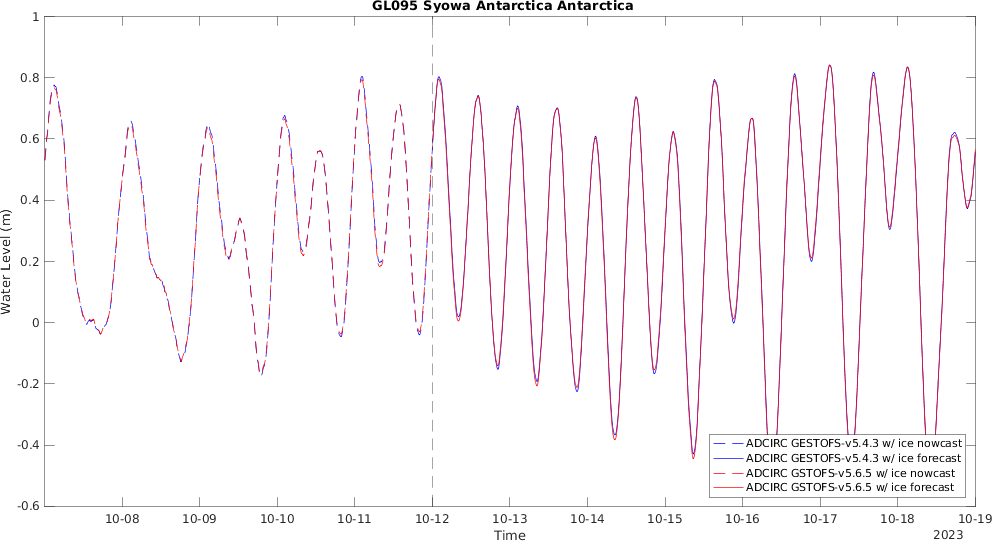 GL095 Syowa Antarctica Antarctica
1
0.8
0.6
0.4
0.2
0
-0.2
-0.4
-0.6
Water Level (m)
ADCIRC GESTOFS-v5.4.3 w/ ice nowcast
ADCIRC GESTOFS-v5.4.3 w/ ice forecast
ADCIRC GSTOFS-v5.6.5 w/ ice nowcast
ADCIRC GSTOFS-v5.6.5 w/ ice forecast
10-08 10-09 10-10 10-11 10-12 10-13 10-14 10-15 10-16 10-17 10-18 10-19
Time
2023